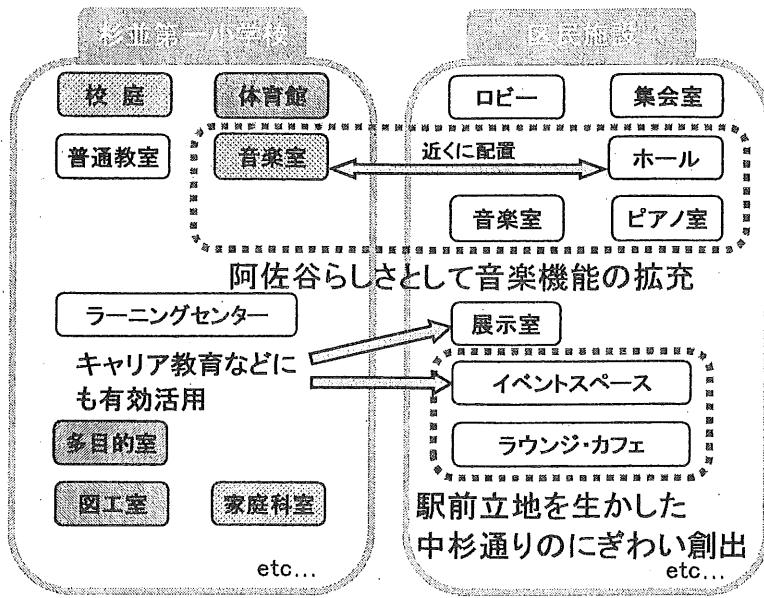 杉並第一小学校
区民施設
校庭
体育館
ロビー
集会室
普通教室
音楽室
近くに配置
ホール
音楽室
ピアノ室
阿佐谷らしさとして音楽機能の拡充
ラーニングセンター
展示室
キャリア教育などに
も有効活用
イベントスペース
多目的室
ラウンジ・カフェ
図工室
家庭科室
駅前立地を生かした
中杉通りのにぎわい創出
etc...
etc...